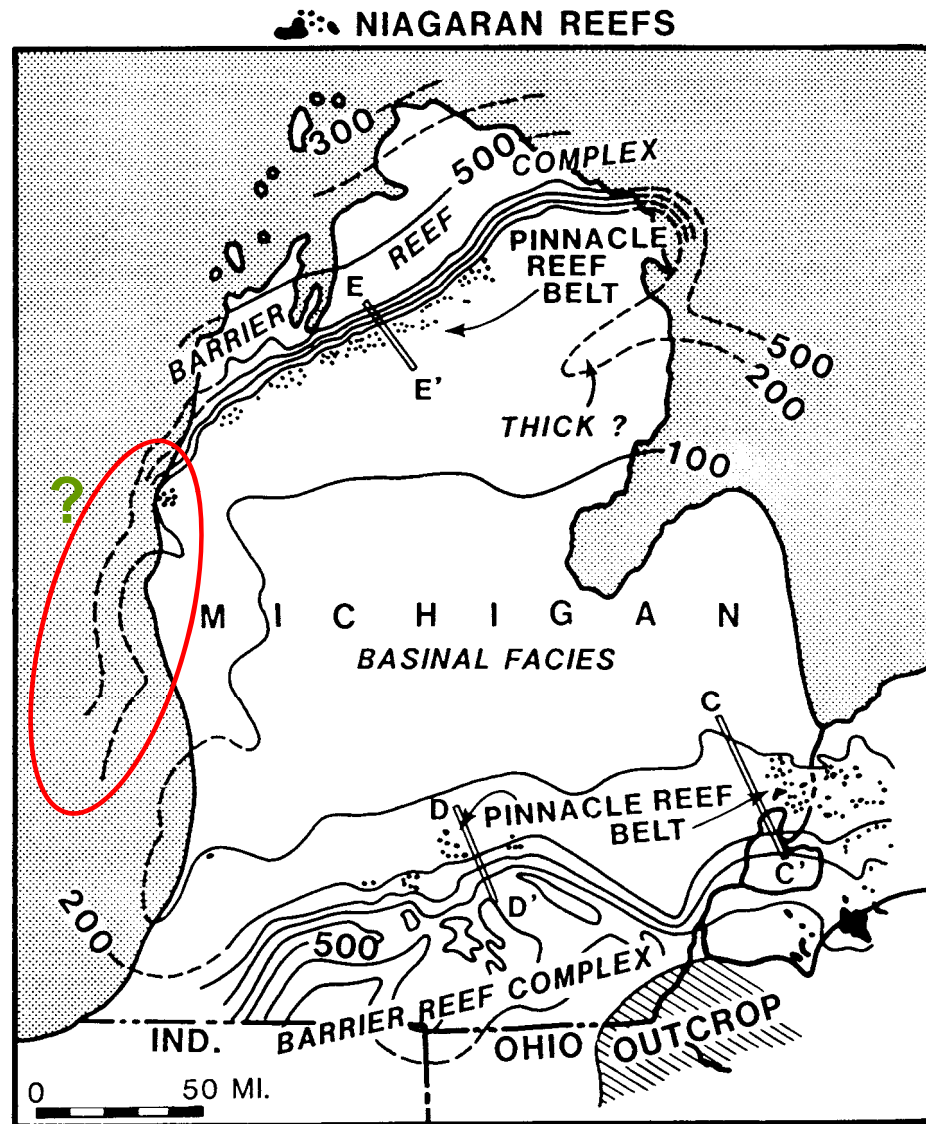 NIAGARAN REEFS
300
500
COMPLEX
REEF
BARRIER
PINNACLE
REEF
BELT
E
E'
THICK ?
500
200
100
?
MICHIGAN
BASINAL FACIES
C
D
PINNACLE REEF
BELT
C'
D'
200
500
BARRIER REEF COMPLEX
IND.
OHIO
OUTCROP
0 50 MI.